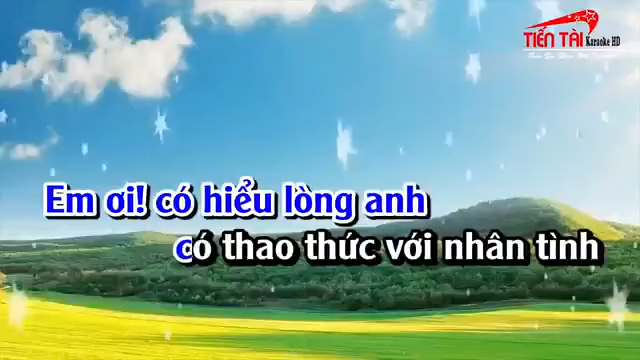 TIẾN TÀI Karaoke HD
Em ơi! có hiểu lòng anh
có thao thức với nhân tình